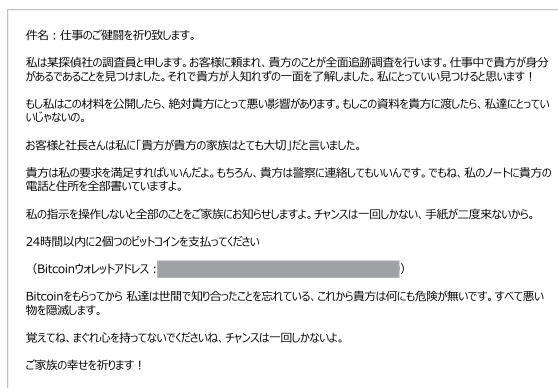 件名：仕事のご健闘を祈り致します。
私は某探偵社の調査員と申します。お客様に頼まれ、貴方のことが全面追跡調査を行います。仕事中で貴方が身分
があるであることを見つけました。それで貴方が人知れずの一面を了解しました。私にとっていい見つけると思います！
もし私はこの材料を公開したら、絶対貴方にとって悪い影響があります。もしこの資料を貴方に渡したら、私達にとってい
いじゃないの。
お客様と社長さんは私に「貴方が貴方の家族はとても大切」だと言いました。
貴方は私の要求を満足すればいいんだよ。もちろん、貴方は警察に連絡してもいいんです。でもね、私のノートに貴方の
電話と住所を全部書いていますよ。
私の指示を操作しないと全部のことをご家族にお知らせしますよ。チャンスは一回しかない、手紙が二度来ないから。
24時間以内に2個つのビットコインを支払ってください
（Bitcoinウォレットアドレス：）
Bitcoinをもらってから 私達は世間で知り合ったことを忘れている、これから貴方は何にも危険が無いです。すべて悪い
物を隠滅します。
覚えてね、まぐれ心を持ってないでくださいね、チャンスは一回しかないよ。
ご家族の幸せを祈ります！